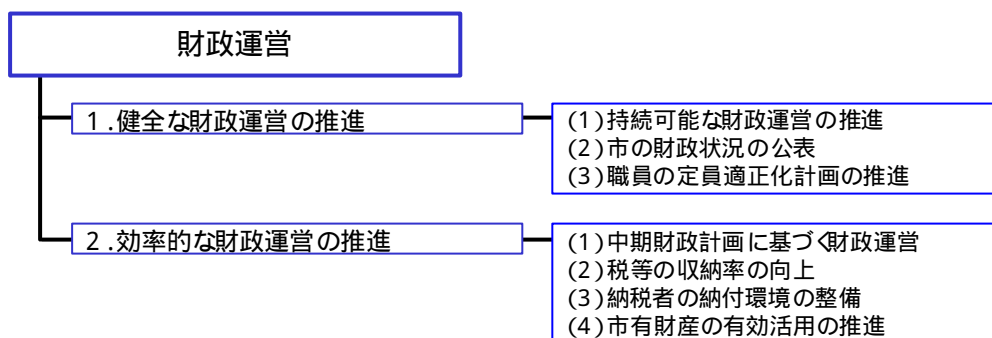 財政運営
1.健全な財政運営の推進
(1)持続可能な財政運営の推進
(2)市の財政状況の公表
(3)職員の定員適正化計画の推進
2.効率的な財政運営の推進
(1)中期財政計画に基づく財政運営
(2)税等の収納率の向上
(3)納税者の納付環境の整備
(4)市有財産の有効活用の推進